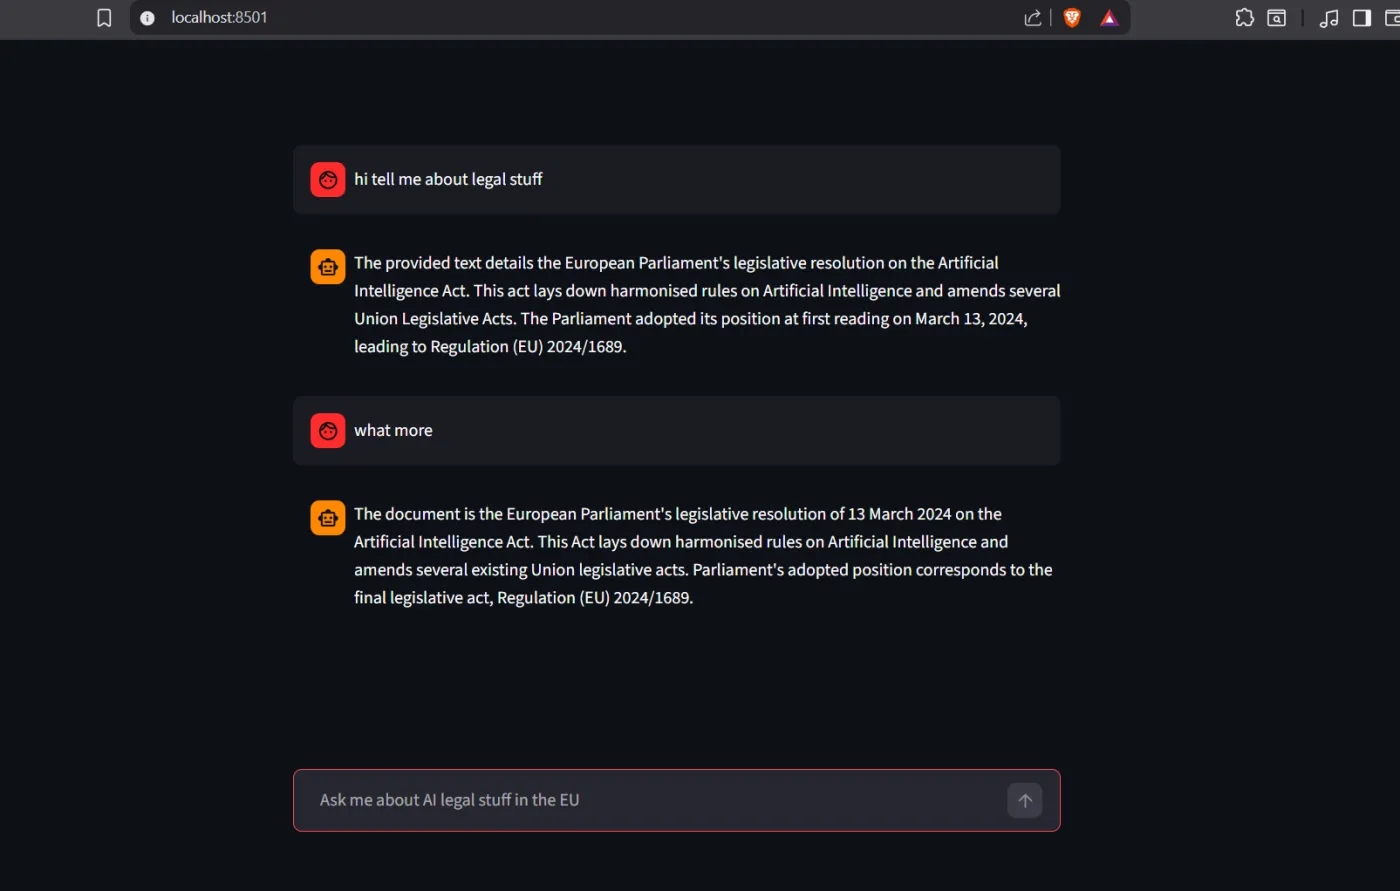 localhost:8501
hi tell me about legal stuff
The provided text details the European Parliament's legislative resolution on the Artificial
Intelligence Act. This act lays down harmonised rules on Artificial Intelligence and amends several
Union Legislative Acts. The Parliament adopted its position at first reading on March 13, 2024,
leading to Regulation (EU) 2024/1689.
what more
The document is the European Parliament's legislative resolution of 13 March 2024 on the
Artificial Intelligence Act. This Act lays down harmonised rules on Artificial Intelligence and
amends several existing Union legislative acts. Parliament's adopted position corresponds to the
final legislative act, Regulation (EU) 2024/1689.
Ask me about AI legal stuff in the EU